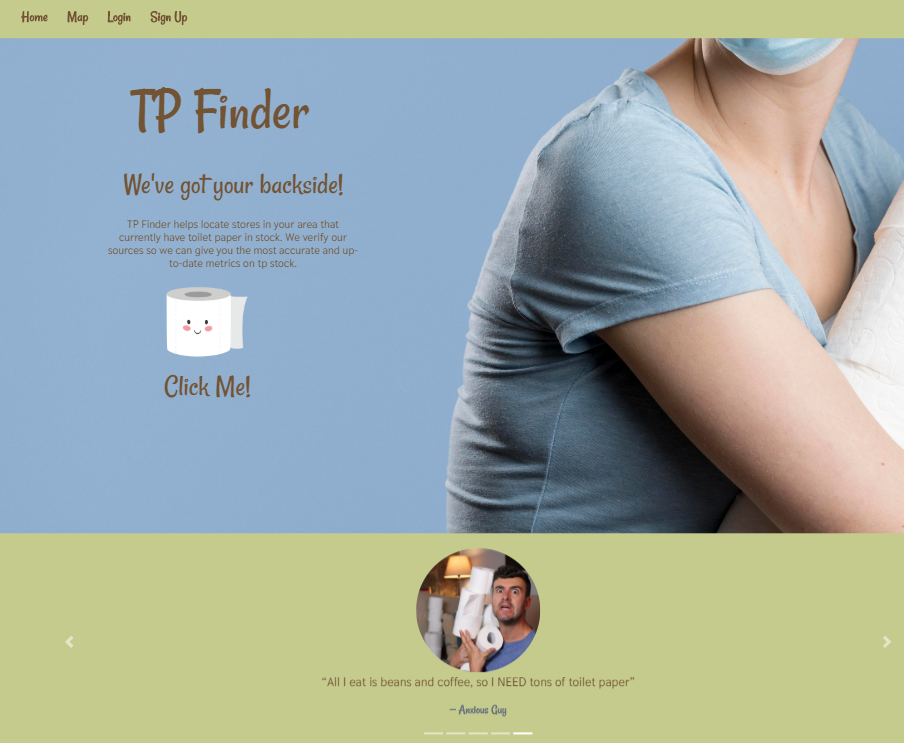 Home Map Login Sign Up
TP Finder
We've got your backside!
TP Finder helps locate stores in your area that
currently have toilet paper in stock. We verify our
sources so we can give you the most accurate and up-
to-date metrics on tp stock.
Click Me!
“All I eat is beans and coffee, so I NEED tons of toilet paper”
— Anxious Guy